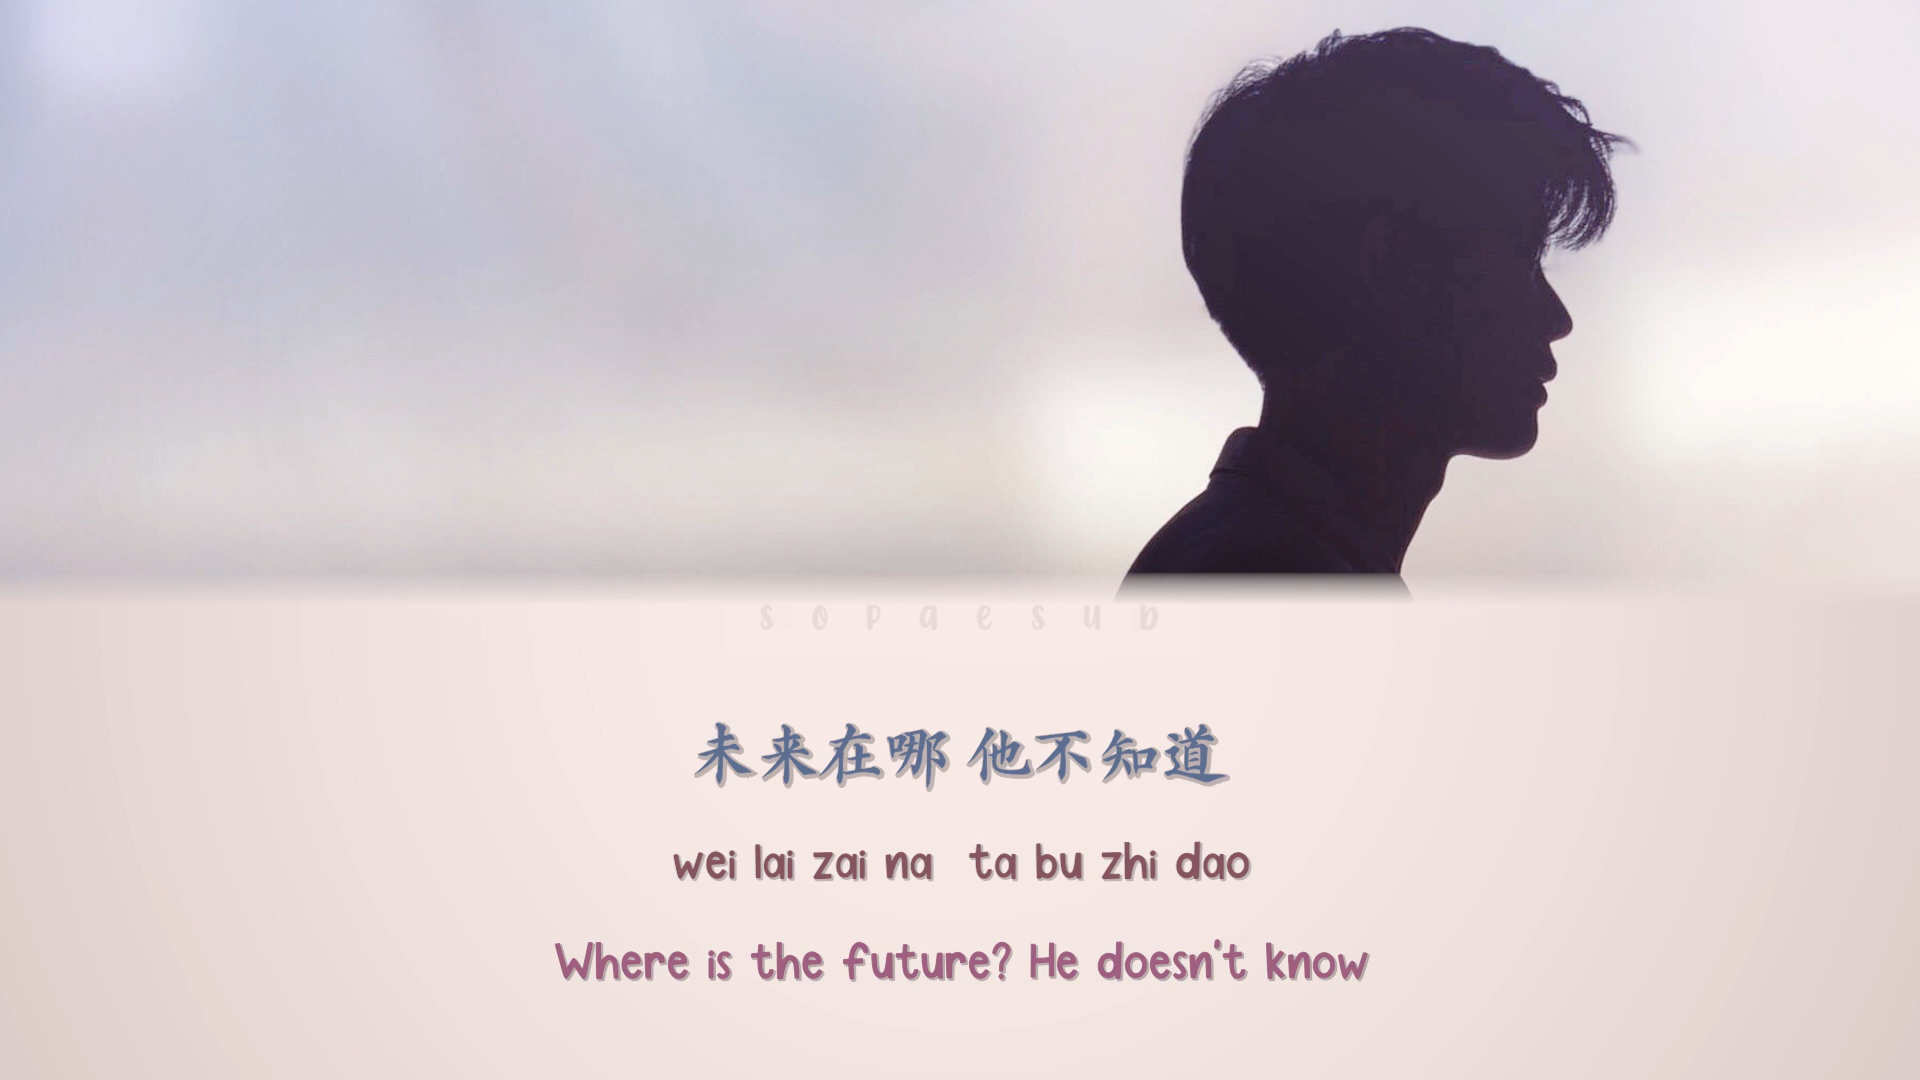 sopaesub
未来在哪 他不知道
wei lai zai na  ta bu zhi dao
Where is the future? He doesn't know